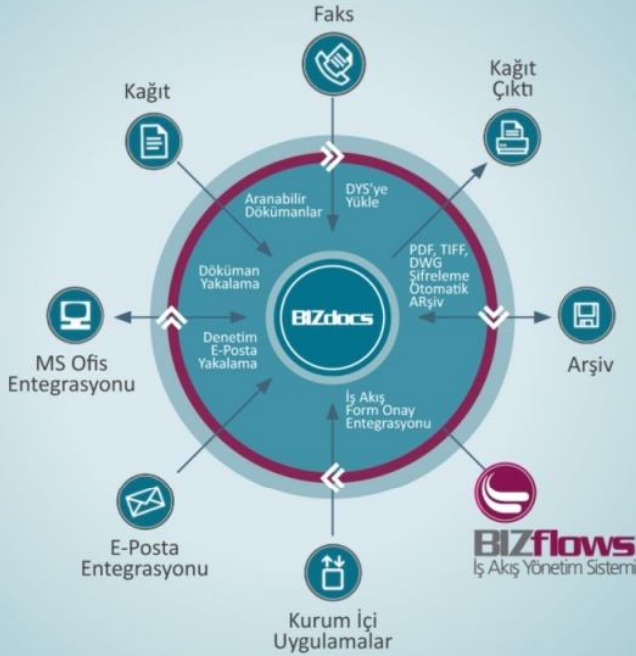 Faks
Kağıt
Kağıt
Çıktı
Aranabilir
Dökümanlar
DYS'ye
Yükle
Döküman
Yakalama
PDF, TIFF,
DWG
Şifreleme
Otomatik
ARşiv
BIZdocs
Denetim
E-Posta
Yakalama
MS Ofis
Entegrasyonu
Arşiv
İş Akış
Form Onay
Entegrasyonu
E-Posta
Entegrasyonu
BIZflows
İş Akış Yönetim Sistemi
Kurum İçi
Uygulamalar